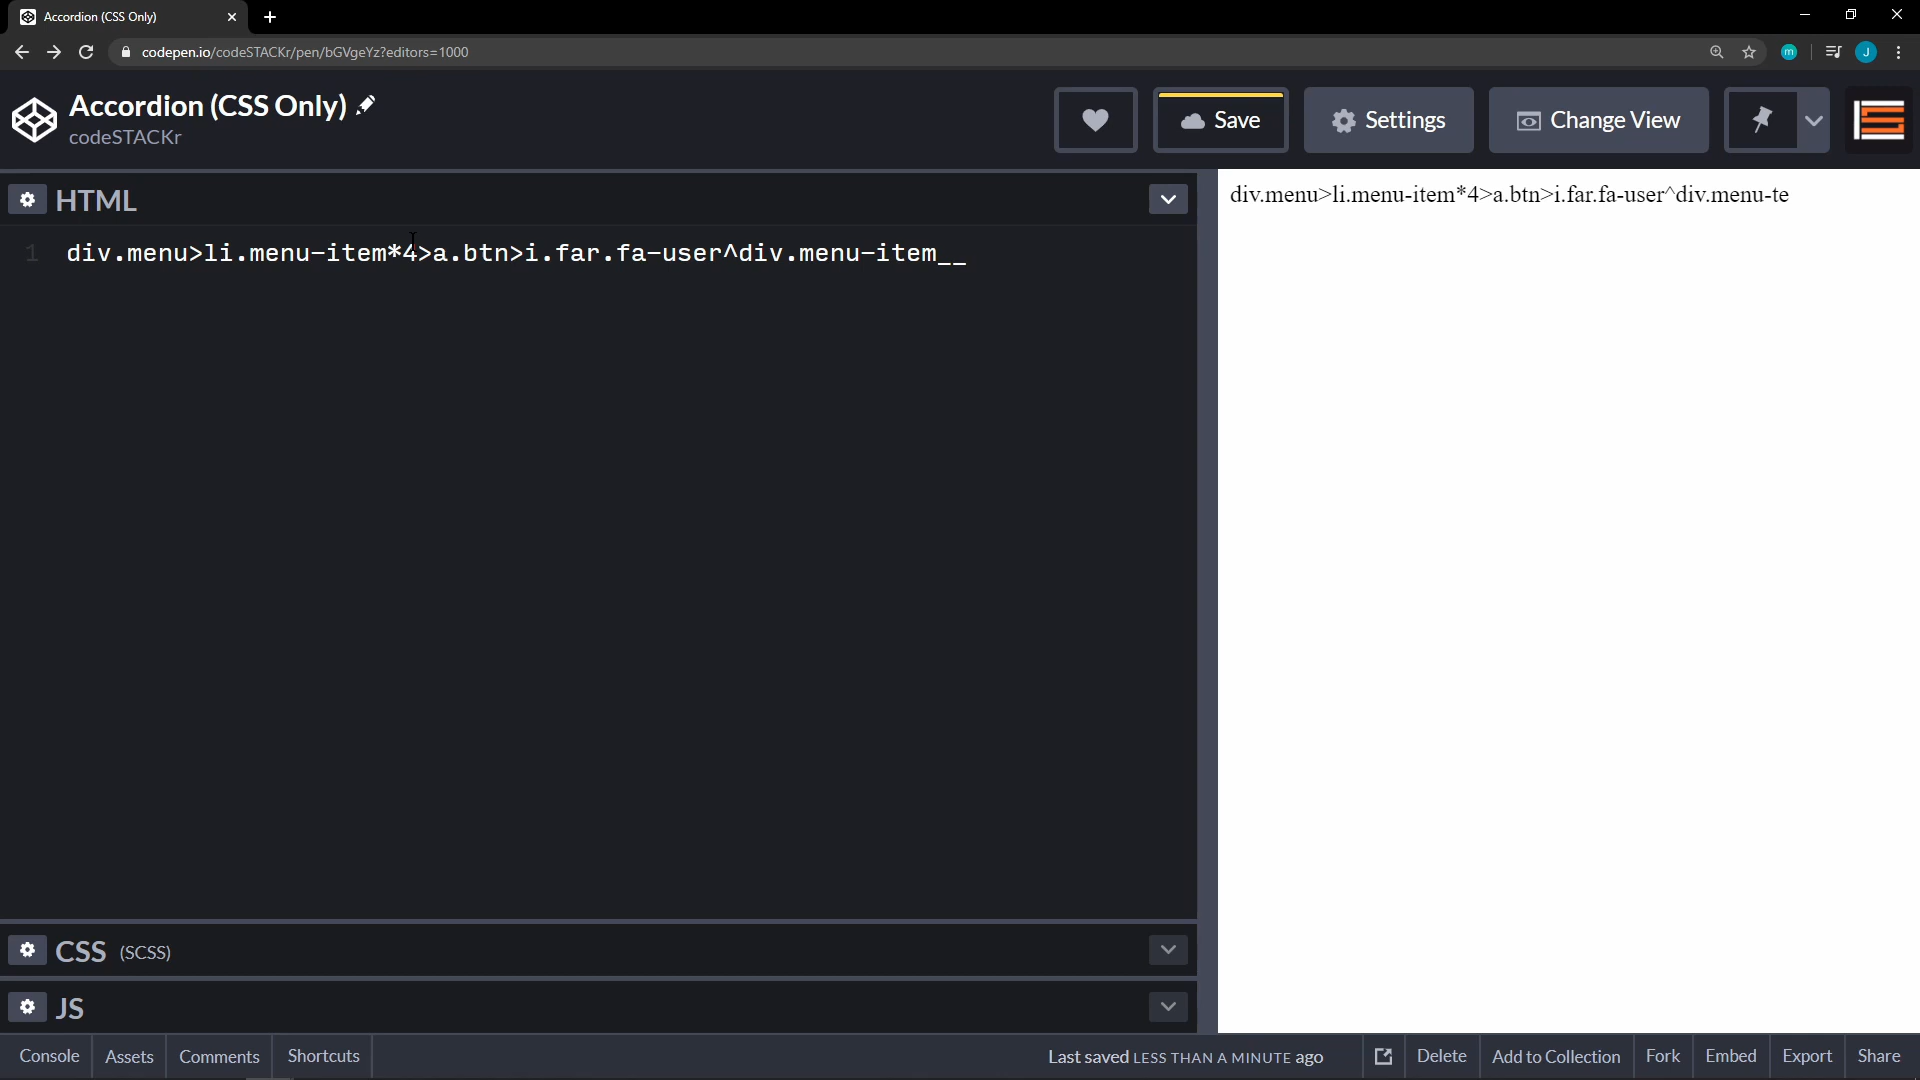 Accordion (CSS Only)
codepen.io/codeSTACKr/pen/bGVgeYz?editors=1000
m
J
Accordion (CSS Only)
codeSTACKr
Save
Settings
Change View
HTML
1 div.menu>li.menu-item*4>a.btn>i.far.fa-user^div.menu-item__
div.menu>li.menu-item*4>a.btn>i.far.fa-user^div.menu-te
CSS (SCSS)
JS
Console Assets Comments Shortcuts Last saved LESS THAN A MINUTE ago Delete Add to Collection Fork Embed Export Share